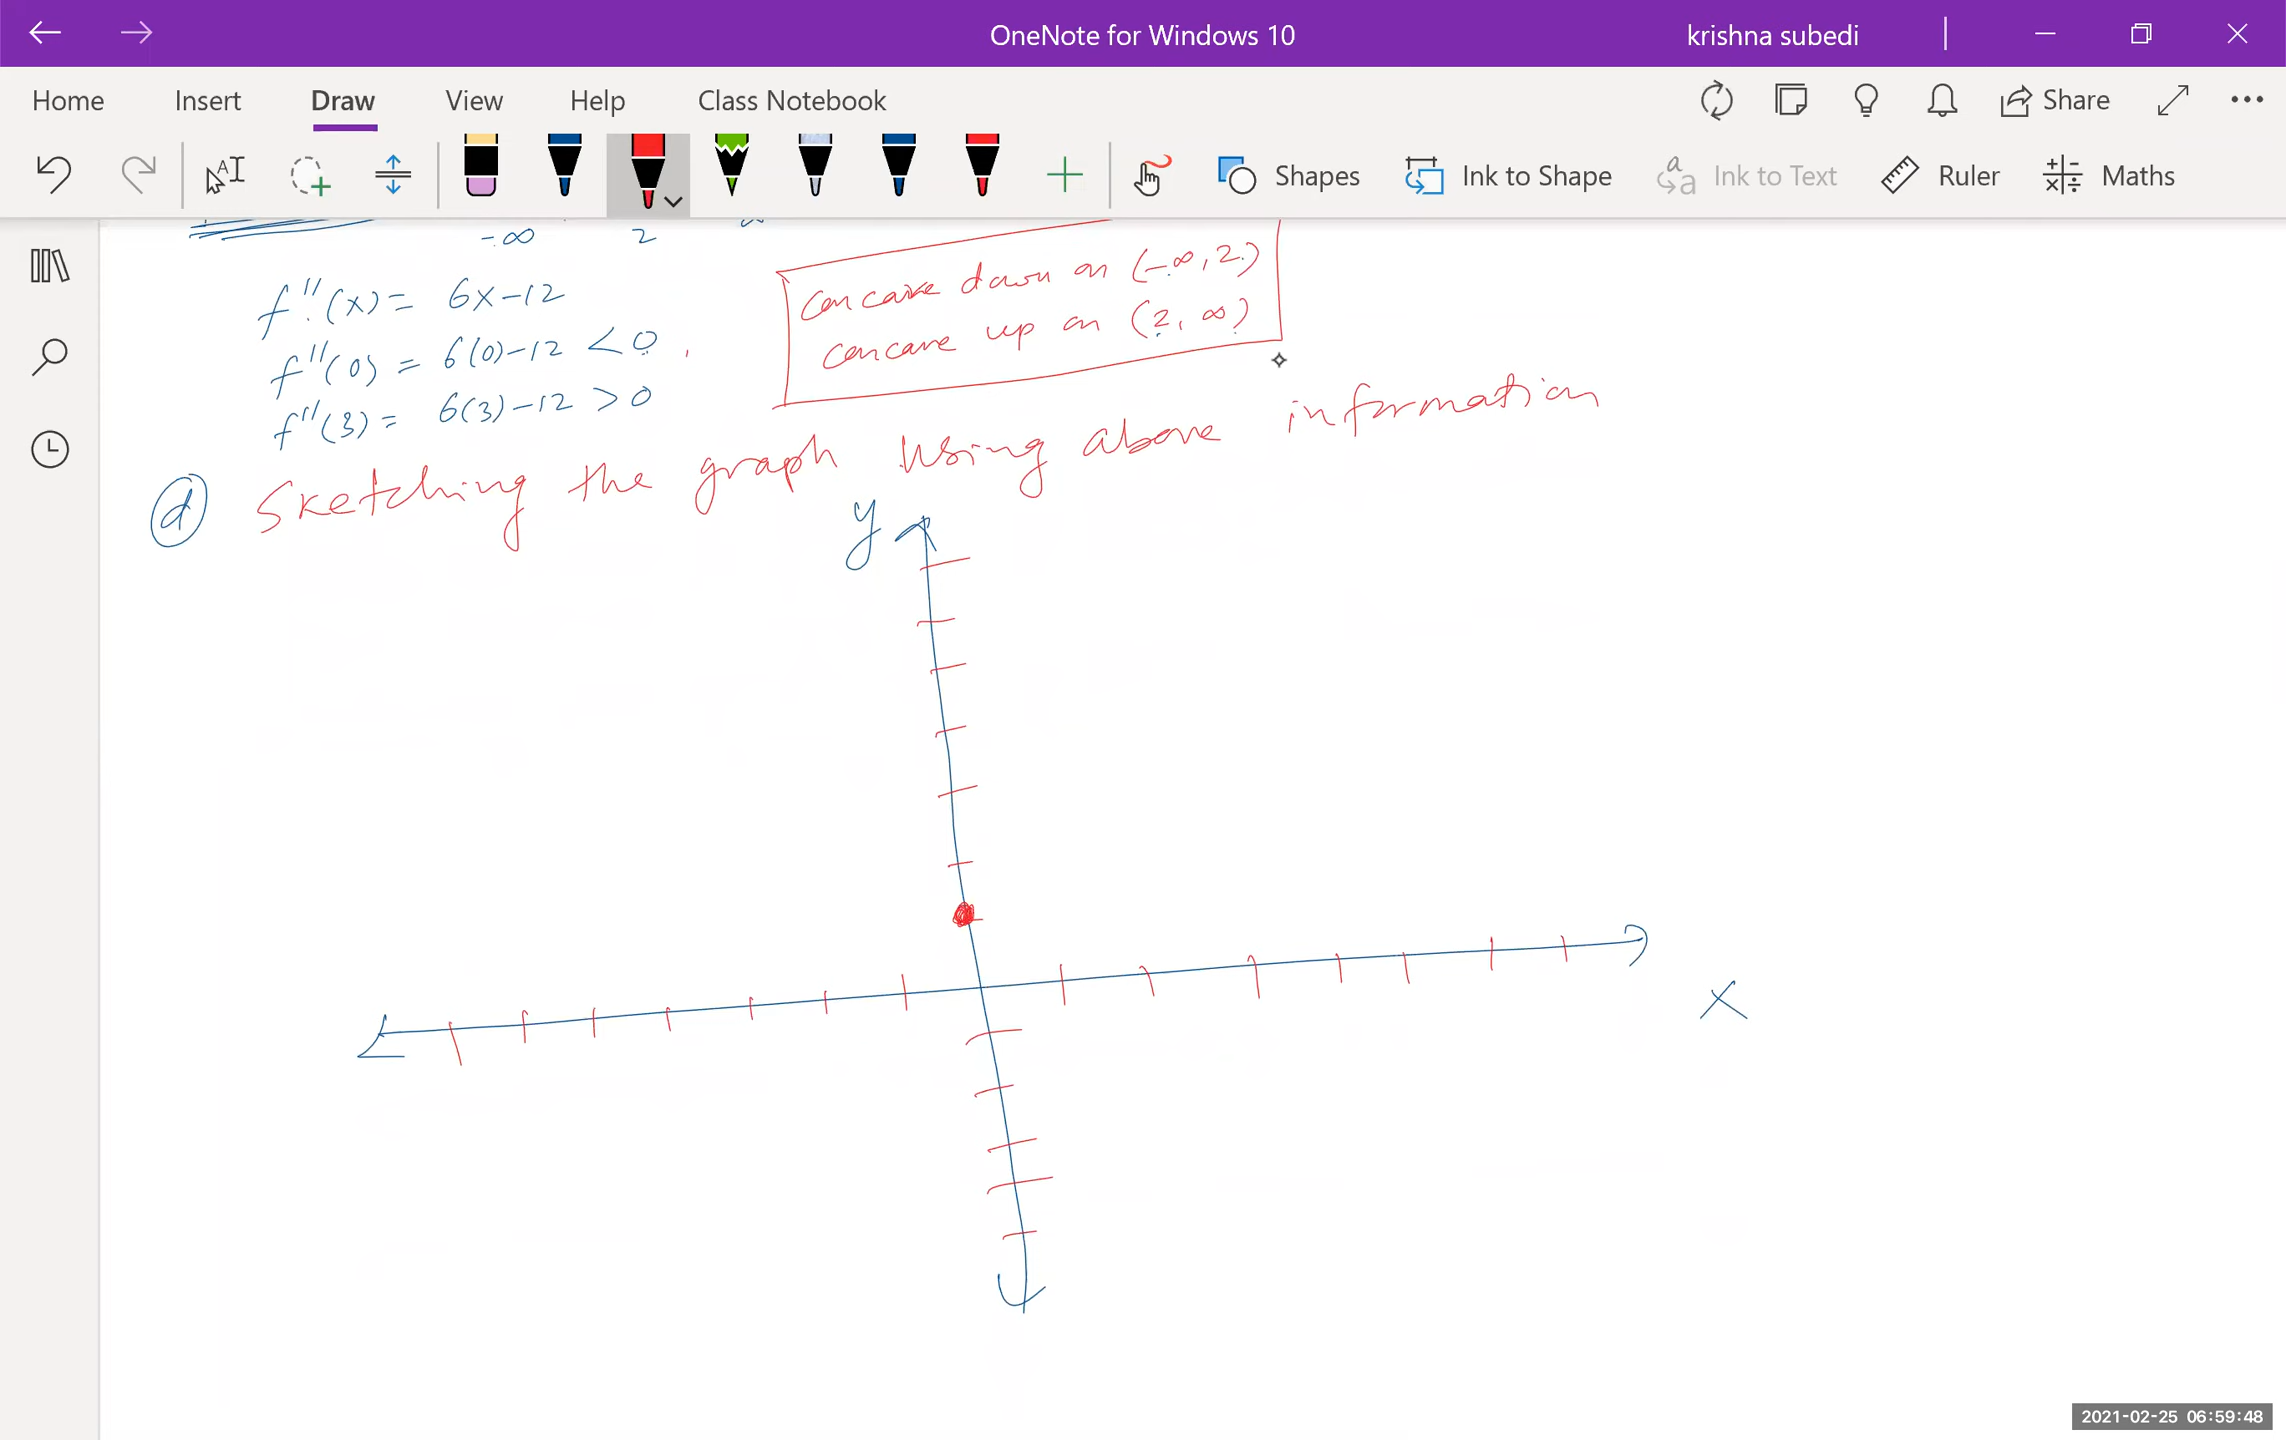 OneNote for Windows 10
krishna subedi
Home Insert Draw View Help Class Notebook
Share
Shapes Ink to Shape Ink to Text Ruler Maths
-∞ 2 ∞
f''(x) = 6x-12
f''(0) = 6(0)-12 < 0
f''(3) = 6(3)-12 > 0
concave down on (-∞, 2)
concave up on (2, ∞)
(d) Sketching the graph using above information
y
x
2021-02-25 06:59:48